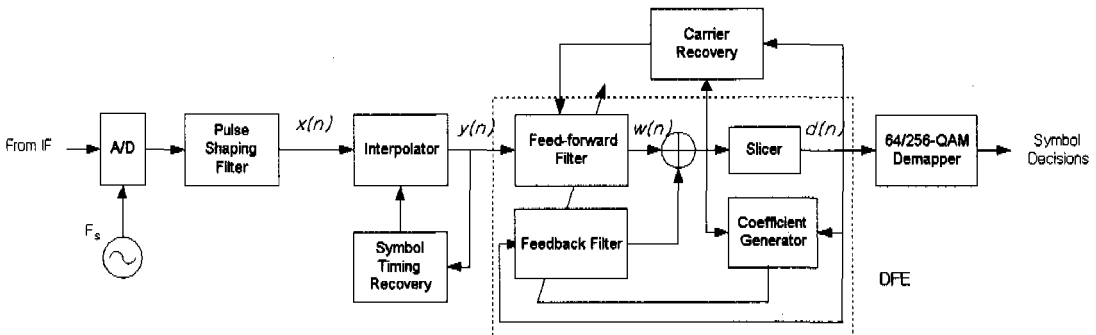 Carrier
Recovery
From IF
A/D
Pulse
Shaping
Filter
x(n)
Interpolator
y(n)
Feed-forward
Filter
w(n)
Slicer
d(n)
64/256-QAM
Demapper
Symbol
Decisions
Fs
Symbol
Timing
Recovery
Feedback Filter
Coefficient
Generator
DFE